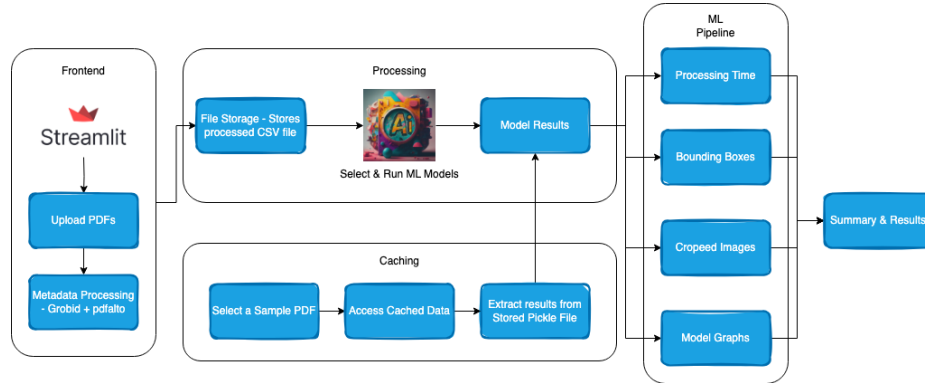 Frontend
Streamlit
Upload PDFs
Metadata Processing
- Grobid + pdfalto
Processing
File Storage - Stores
processed CSV file
Ai
Select & Run ML Models
Model Results
Caching
Select a Sample PDF
Access Cached Data
Extract results from
Stored Pickle File
ML
Pipeline
Processing Time
Bounding Boxes
Cropeed Images
Model Graphs
Summary & Results